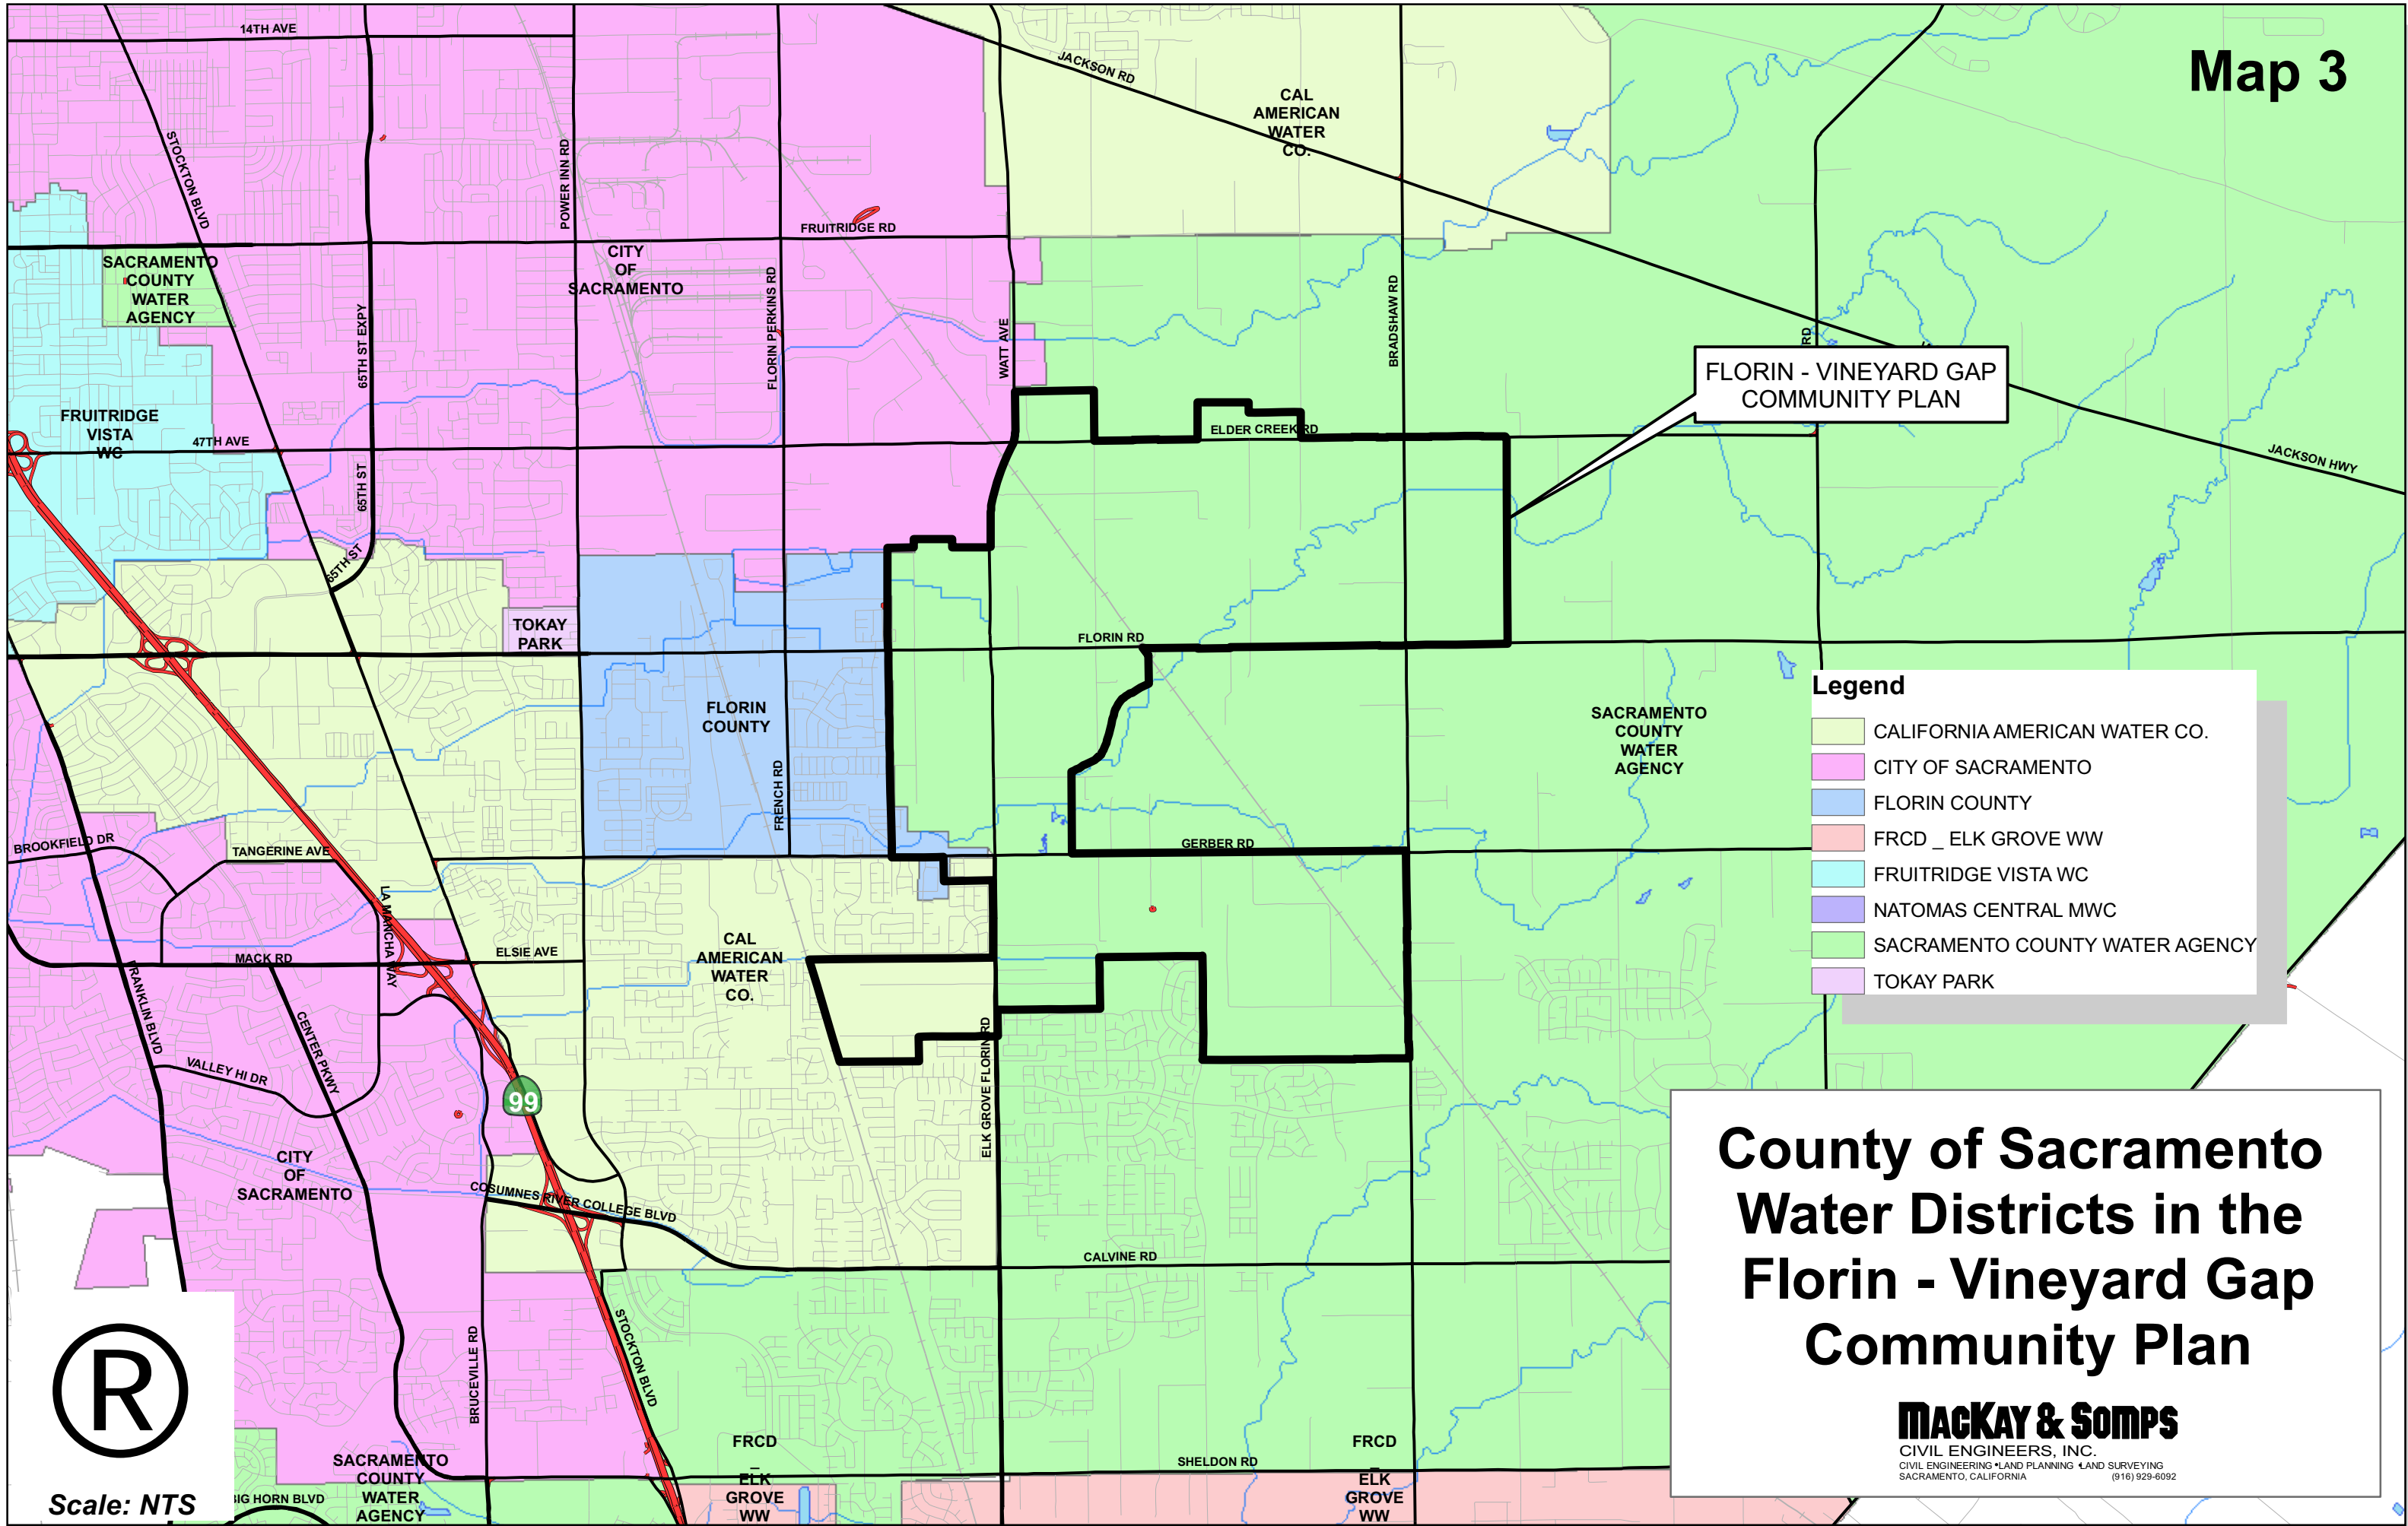 Map 3
14TH AVE
JACKSON RD
CAL
AMERICAN
WATER
CO.
STOCKTON BLVD
POWER INN RD
FRUITRIDGE RD
SACRAMENTO
COUNTY
WATER
AGENCY
CITY
OF
SACRAMENTO
65TH ST EXPY
FLORIN PERKINS RD
WATT AVE
BRADSHAW RD
RD
FLORIN - VINEYARD GAP
COMMUNITY PLAN
FRUITRIDGE
VISTA
WC
47TH AVE
65TH ST
ELDER CREEK RD
JACKSON HWY
65TH ST
TOKAY
PARK
FLORIN RD
FLORIN
COUNTY
FRENCH RD
SACRAMENTO
COUNTY
WATER
AGENCY
Legend
CALIFORNIA AMERICAN WATER CO.
CITY OF SACRAMENTO
FLORIN COUNTY
FRCD _ ELK GROVE WW
FRUITRIDGE VISTA WC
NATOMAS CENTRAL MWC
SACRAMENTO COUNTY WATER AGENCY
TOKAY PARK
BROOKFIELD DR
TANGERINE AVE
GERBER RD
LA MANCHA WAY
MACK RD
ELSIE AVE
CAL
AMERICAN
WATER
CO.
FRANKLIN BLVD
CENTER PKWY
VALLEY HI DR
99
ELK GROVE FLORIN RD
CITY
OF
SACRAMENTO
COSUMNES RIVER COLLEGE BLVD
CALVINE RD
STOCKTON BLVD
BRUCEVILLE RD
County of Sacramento
Water Districts in the
Florin - Vineyard Gap
Community Plan
MACKAY & SOMPS
CIVIL ENGINEERS, INC.
CIVIL ENGINEERING •LAND PLANNING •LAND SURVEYING
SACRAMENTO, CALIFORNIA (916) 929-6092
®
Scale: NTS
BIG HORN BLVD
SACRAMENTO
COUNTY
WATER
AGENCY
FRCD
_
ELK
GROVE
WW
SHELDON RD
FRCD
_
ELK
GROVE
WW